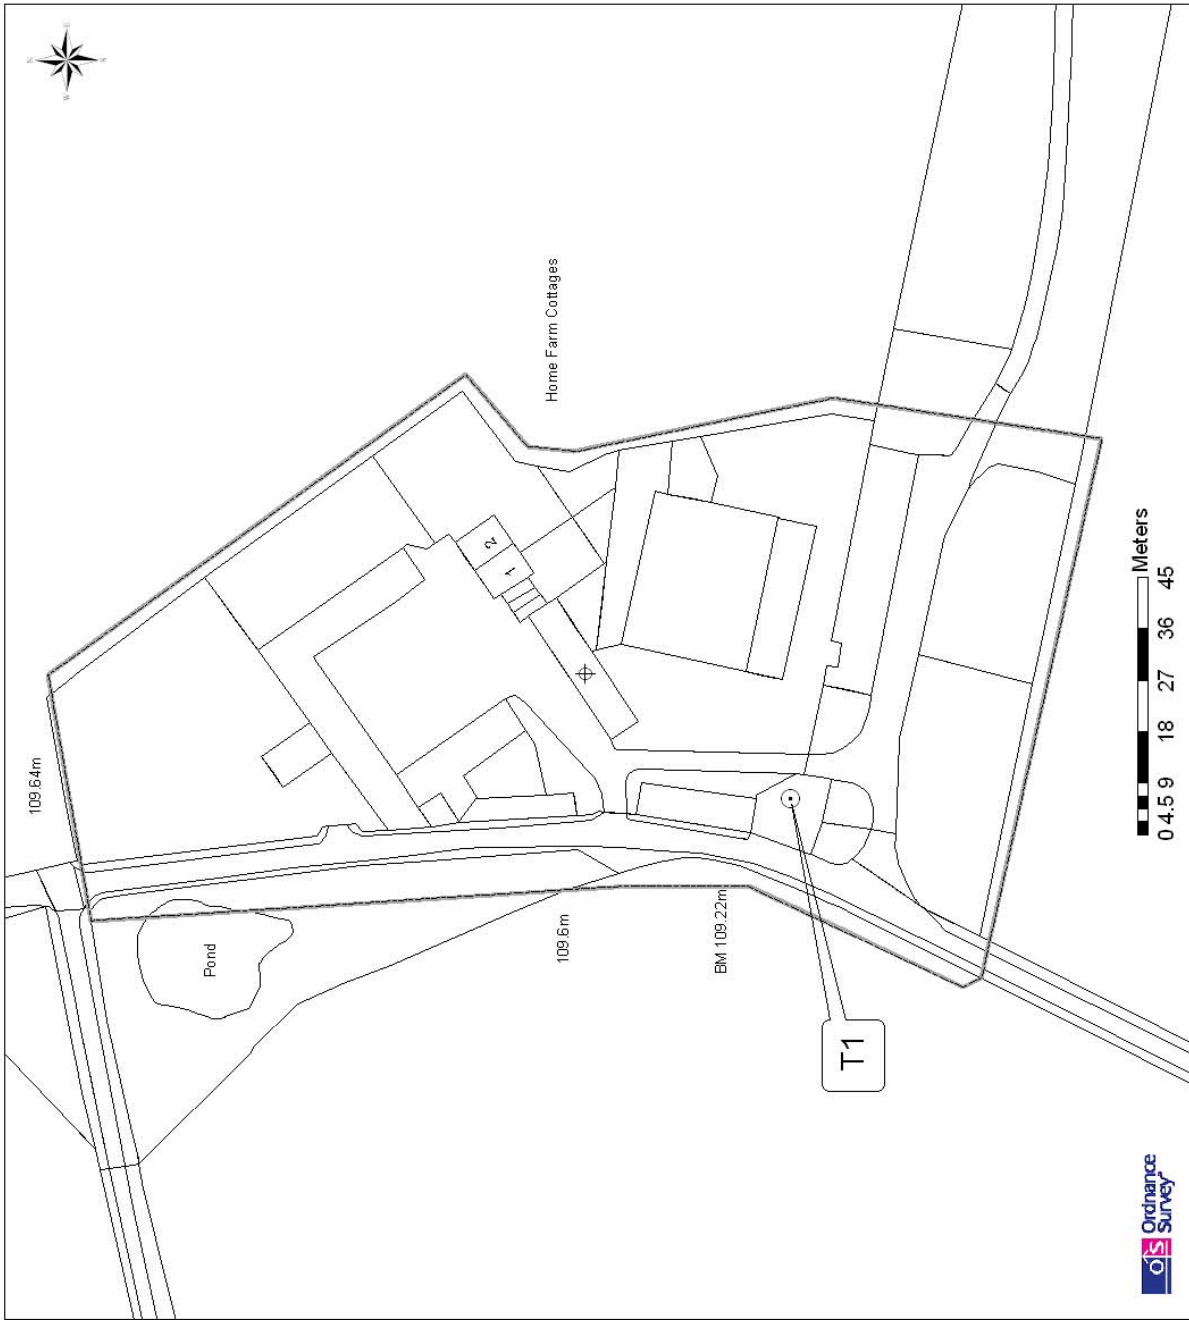 N
E
S
W
109.64m
Pond
Home Farm Cottages
2
1
109.6m
BM 109.22m
T1
0 4.5 9 18 27 36 45
Meters
OS Ordnance
Survey